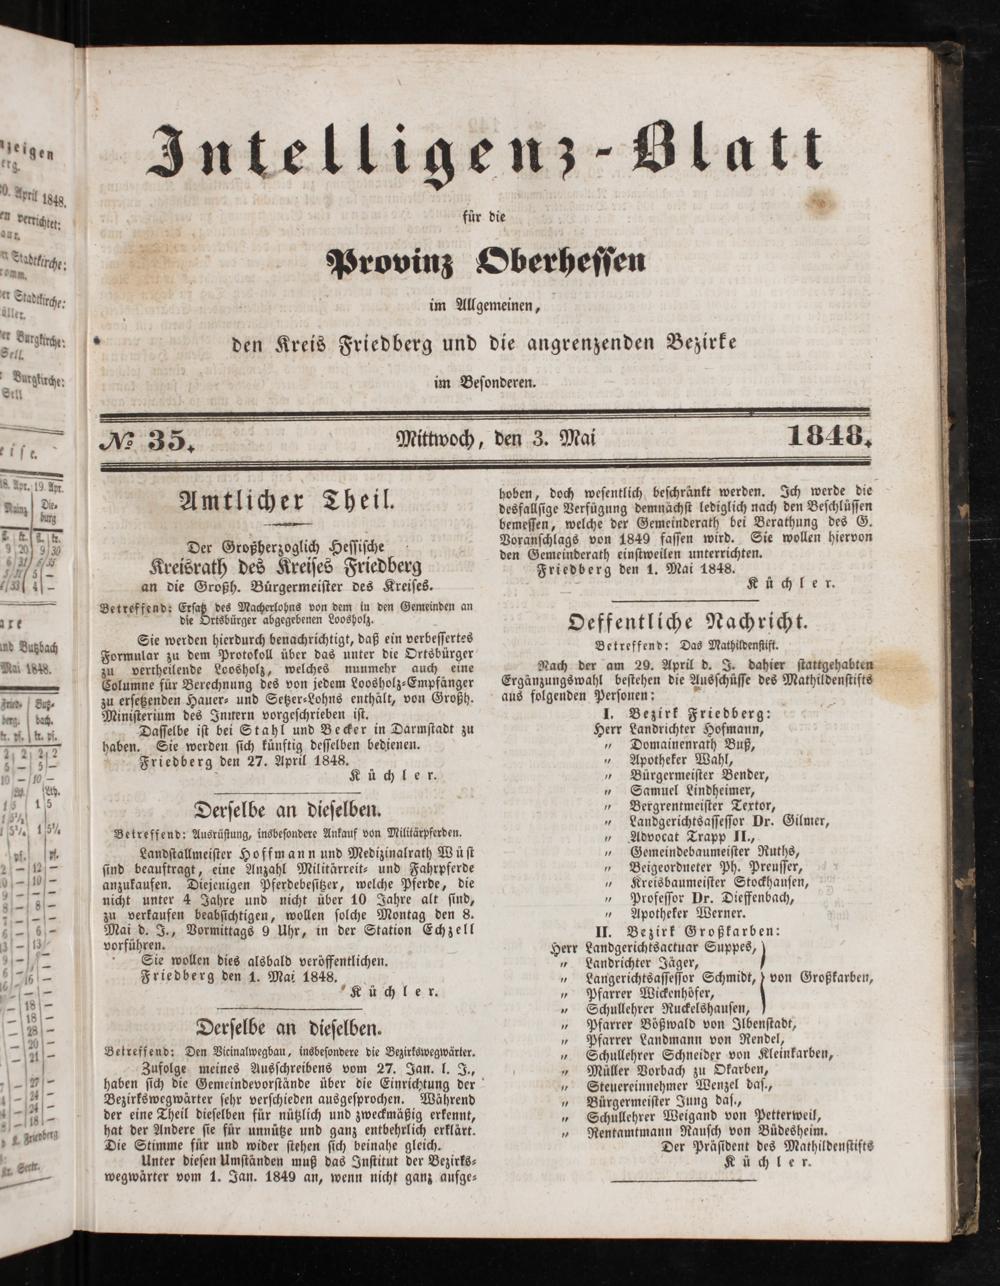 Intelligenz-Blatt
für die
Provinz Oberhessen
im Allgemeinen,
den Kreis Friedberg und die angrenzenden Bezirke
im Besonderen.
№ 35.
Mittwoch, den 3. Mai
1848.
Amtlicher Theil.
Der Großherzoglich Hessische
Kreisrath des Kreises Friedberg
an die Großh. Bürgermeister des Kreises.
Betreffend: Ersatz des Macherlohns von dem in den Gemeinden an
die Ortsbürger abgegebenen Loosholz.
Sie werden hierdurch benachrichtigt, daß ein verbessertes
Formular zu dem Protokoll über das unter die Ortsbürger
zu vertheilende Loosholz, welches nunmehr auch eine
Columne für Berechnung des von jedem Loosholz-Empfänger
zu ersetzenden Hauer- und Setzer-Lohns enthält, von Großh.
Ministerium des Innern vorgeschrieben ist.
Dasselbe ist bei Stahl und Becker in Darmstadt zu
haben. Sie werden sich künftig desselben bedienen.
Friedberg den 27. April 1848.
Küchler.
Derselbe an dieselben.
Betreffend: Ausrüstung, insbesondere Ankauf von Militärpferden.
Landstallmeister Hoffmann und Medizinalrath Wüst
sind beauftragt, eine Anzahl Militärreit- und Fahrpferde
anzukaufen. Diejenigen Pferdebesitzer, welche Pferde, die
nicht unter 4 Jahre und nicht über 10 Jahre alt sind,
zu verkaufen beabsichtigen, wollen solche Montag den 8.
Mai d. J., Vormittags 9 Uhr, in der Station Echzell
vorführen.
Sie wollen dies alsbald veröffentlichen.
Friedberg den 1. Mai 1848.
Küchler.
Derselbe an dieselben.
Betreffend: Den Vicinalwegbau, insbesondere die Bezirkswegwärter.
Zufolge meines Ausschreibens vom 27. Jan. l. J.,
haben sich die Gemeindevorstände über die Einrichtung der
Bezirkswegwärter sehr verschieden ausgesprochen. Während
der eine Theil dieselben für nützlich und zweckmäßig erkennt,
hat der Andere sie für unnütze und ganz entbehrlich erklärt.
Die Stimme für und wider stehen sich beinahe gleich.
Unter diesen Umständen muß das Institut der Bezirks-
wegwärter vom 1. Jan. 1849 an, wenn nicht ganz aufge-
hoben, doch wesentlich beschränkt werden. Ich werde die
desfallsige Verfügung demnächst lediglich nach den Beschlüssen
bemessen, welche der Gemeinderath bei Berathung des G.
Voranschlags von 1849 fassen wird. Sie wollen hiervon
den Gemeinderath einstweilen unterrichten.
Friedberg den 1. Mai 1848.
Küchler.
Oeffentliche Nachricht.
Betreffend: Das Mathildenstift.
Nach der am 29. April d. J. dahier stattgehabten
Ergänzungswahl bestehen die Ausschüsse des Mathildenstifts
aus folgenden Personen:
I. Bezirk Friedberg:
Herr Landrichter Hofmann,
" Domainenrath Buß,
" Apotheker Wahl,
" Bürgermeister Bender,
" Samuel Lindheimer,
" Bergrentmeister Textor,
" Landgerichtsassessor Dr. Gilmer,
" Advocat Trapp II.,
" Gemeindebaumeister Ruths,
" Beigeordneter Ph. Preusser,
" Kreisbaumeister Stockhausen,
" Professor Dr. Dieffenbach,
" Apotheker Werner.
II. Bezirk Großkarben:
Herr Landgerichtsactuar Suppes,
" Landrichter Jäger,
" Langerichtsassessor Schmidt, von Großkarben,
" Pfarrer Wickenhöfer,
" Schullehrer Ruckelshausen,
" Pfarrer Bößwald von Ilbenstadt,
" Pfarrer Landmann von Rendel,
" Schullehrer Schneider von Kleinkarben,
" Müller Vorbach zu Okarben,
" Steuereinnehmer Wenzel das.,
" Bürgermeister Jung das.,
" Schullehrer Weigand von Petterweil,
" Rentamtmann Rausch von Büdesheim.
Der Präsident des Mathildenstifts
Küchler.